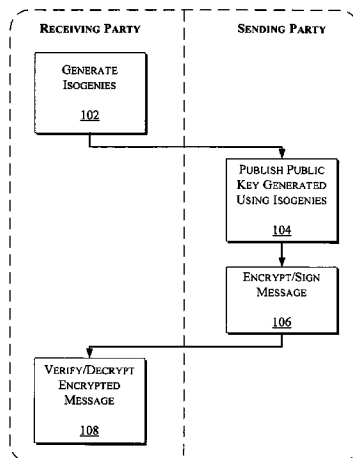 RECEIVING PARTY
SENDING PARTY
GENERATE
ISOGENIES
102
PUBLISH PUBLIC
KEY GENERATED
USING ISOGENIES
104
ENCRYPT/SIGN
MESSAGE
106
VERIFY/DECRYPT
ENCRYPTED
MESSAGE
108